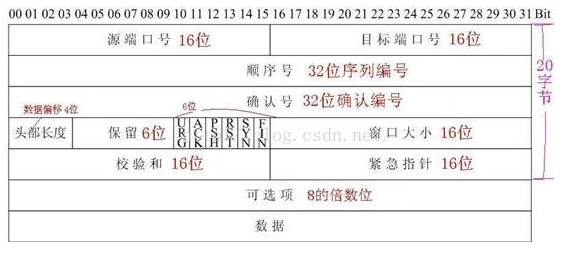 00 01 02 03 04 05 06 07 08 09 10 11 12 13 14 15 16 17 18 19 20 21 22 23 24 25 26 27 28 29 30 31 Bit
源端口号 16位 目标端口号 16位
顺序号 32位序列编号
确认号 32位确认编号
20字节
数据偏移4位 6位
头部长度 保留6位 URG ACK PSH RST SYN FIN 窗口大小 16位
校验和 16位 紧急指针 16位
可选项 8的倍数位
数据